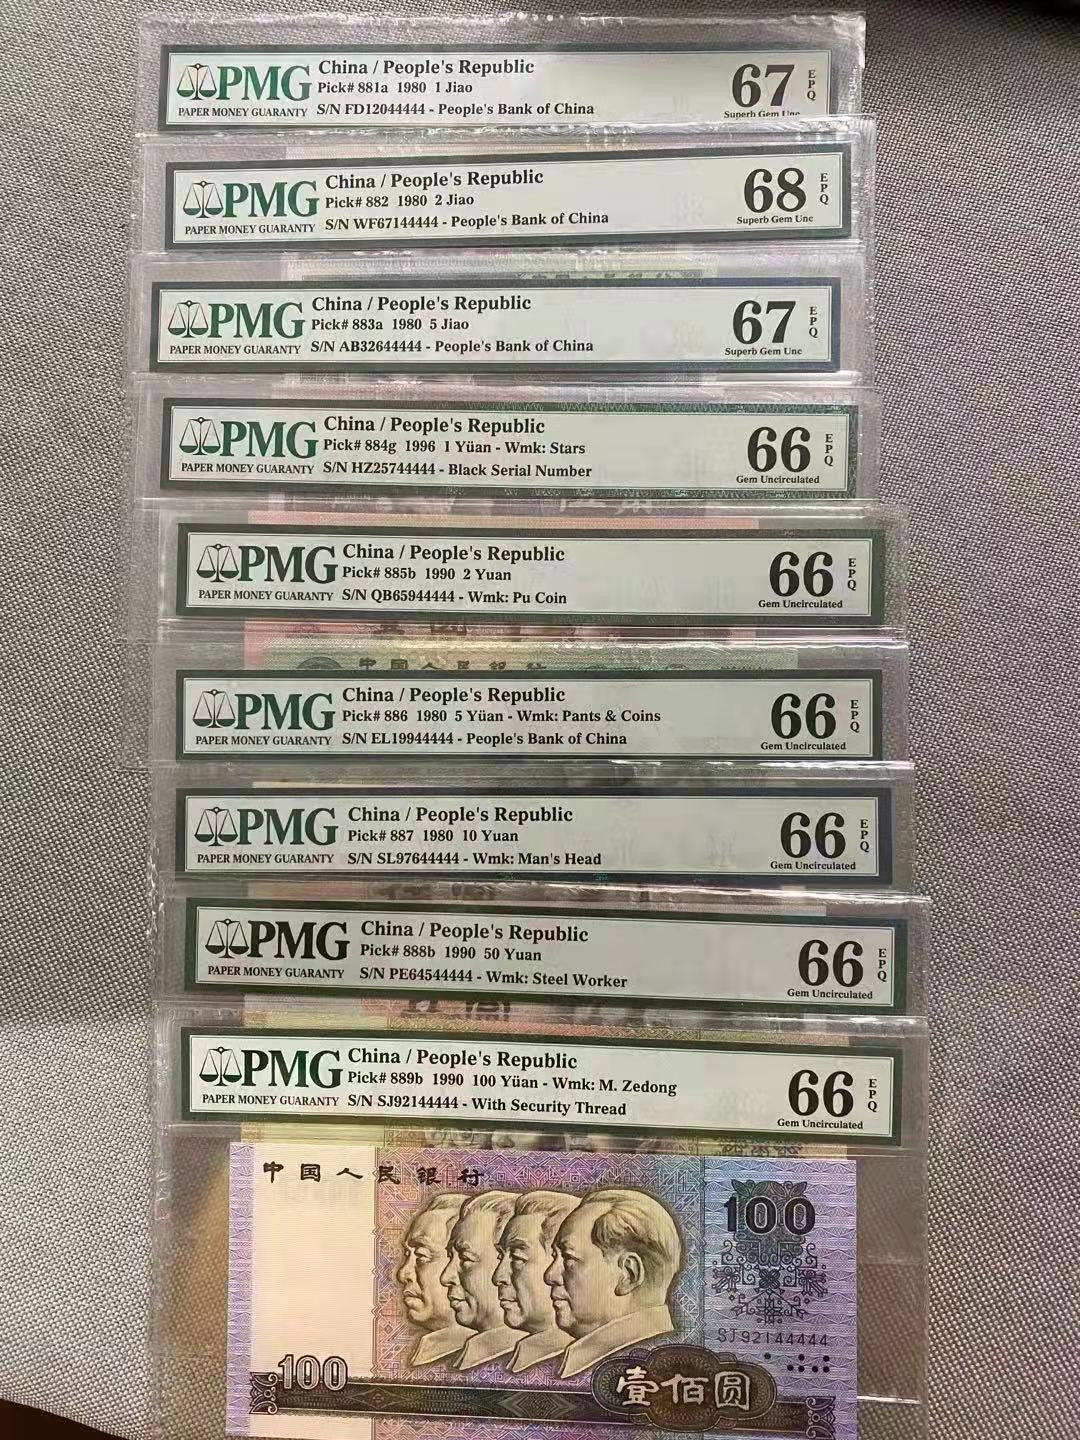 PMG
PAPER MONEY GUARANTY
China / People's Republic
Pick# 881a 1980 1 Jiao
S/N FD12044444 - People's Bank of China
67
EPQ
Superb Gem Unc
PMG
PAPER MONEY GUARANTY
China / People's Republic
Pick# 882 1980 2 Jiao
S/N WF67144444 - People's Bank of China
68
EPQ
Superb Gem Unc
PMG
PAPER MONEY GUARANTY
China / People's Republic
Pick# 883a 1980 5 Jiao
S/N AB32644444 - People's Bank of China
67
EPQ
Superb Gem Unc
PMG
PAPER MONEY GUARANTY
China / People's Republic
Pick# 884g 1996 1 Yüan - Wmk: Stars
S/N HZ25744444 - Black Serial Number
66
EPQ
Gem Uncirculated
PMG
PAPER MONEY GUARANTY
China / People's Republic
Pick# 885b 1990 2 Yuan
S/N QB65944444 - Wmk: Pu Coin
66
EPQ
Gem Uncirculated
中国人民银行
PMG
PAPER MONEY GUARANTY
China / People's Republic
Pick# 886 1980 5 Yüan - Wmk: Pants & Coins
S/N EL19944444 - People's Bank of China
66
EPQ
Gem Uncirculated
PMG
PAPER MONEY GUARANTY
China / People's Republic
Pick# 887 1980 10 Yuan
S/N SL97644444 - Wmk: Man's Head
66
EPQ
Gem Uncirculated
PMG
PAPER MONEY GUARANTY
China / People's Republic
Pick# 888b 1990 50 Yuan
S/N PE64544444 - Wmk: Steel Worker
66
EPQ
Gem Uncirculated
PMG
PAPER MONEY GUARANTY
China / People's Republic
Pick# 889b 1990 100 Yüan - Wmk: M. Zedong
S/N SJ92144444 - With Security Thread
66
EPQ
Gem Uncirculated
中国人民银行
100
SJ92144444
100
壹佰圆